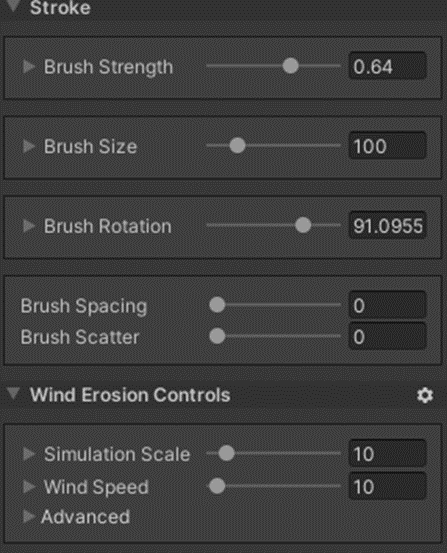 Stroke
Brush Strength 0.64
Brush Size 100
Brush Rotation 91.0955
Brush Spacing 0
Brush Scatter 0
Wind Erosion Controls
Simulation Scale 10
Wind Speed 10
Advanced